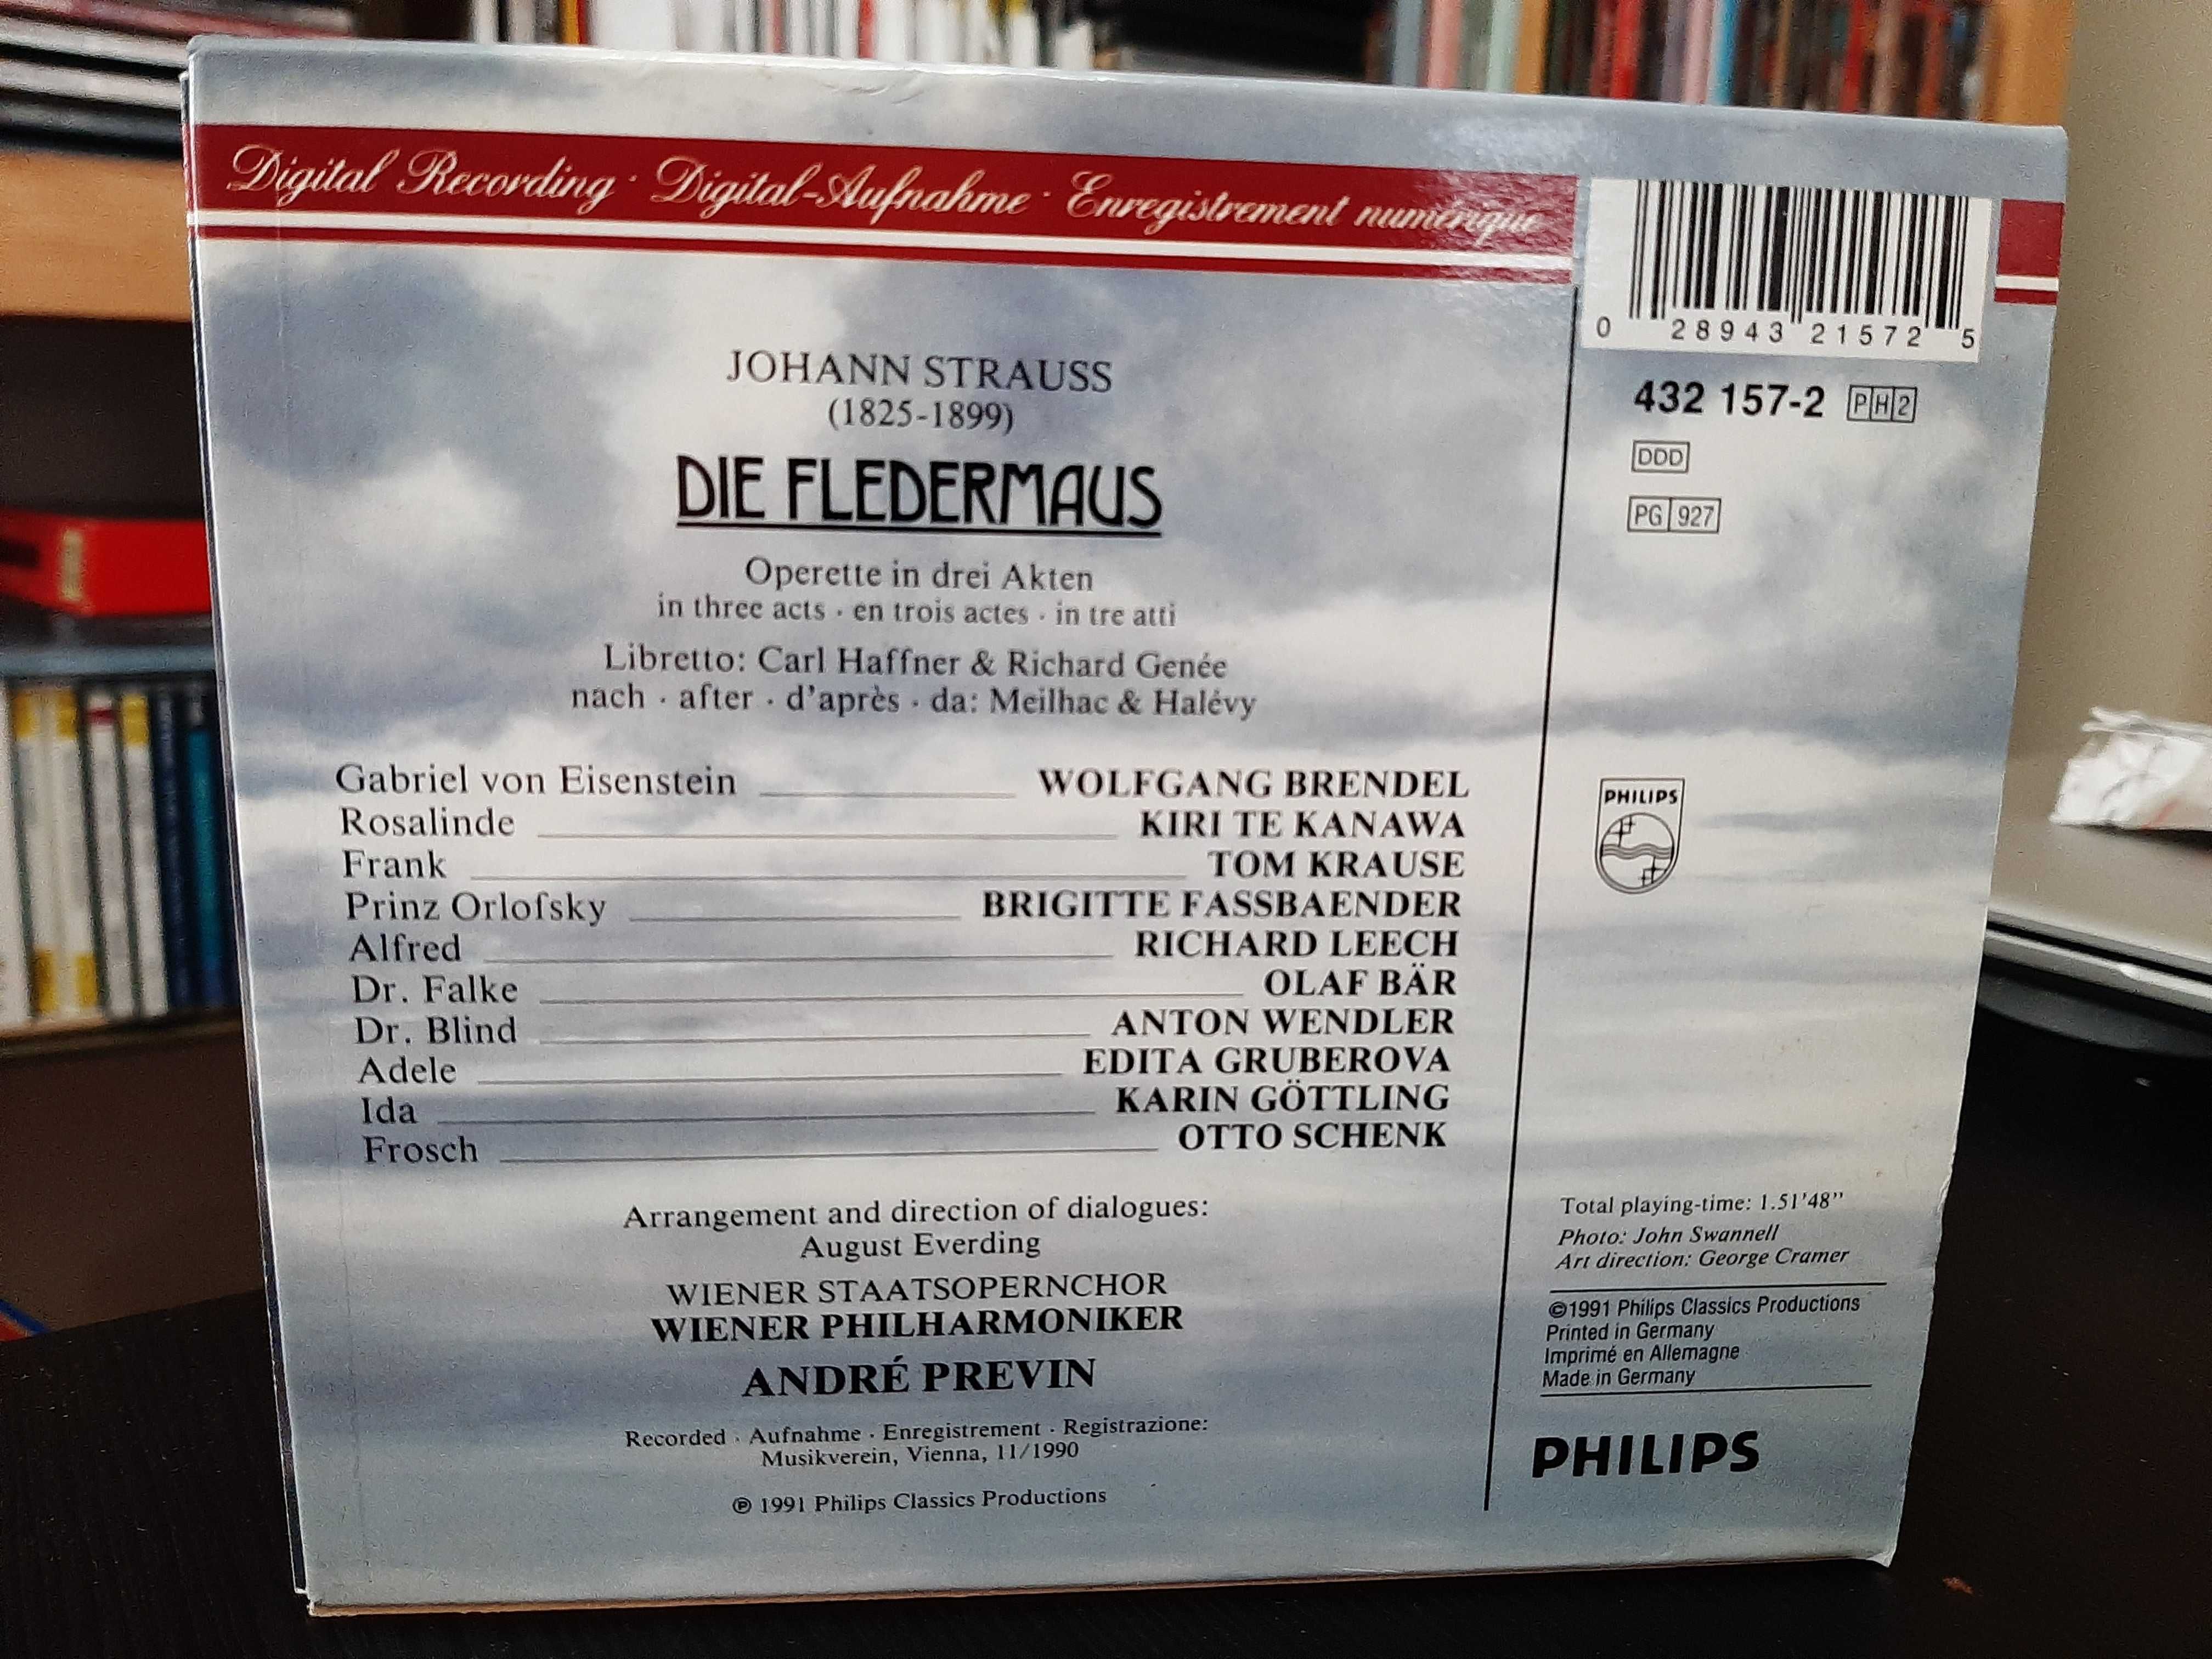 Digital Recording · Digital-Aufnahme · Enregistrement numérique
JOHANN STRAUSS
(1825-1899)
DIE FLEDERMAUS
Operette in drei Akten
in three acts · en trois actes · in tre atti
Libretto: Carl Haffner & Richard Genée
nach · after · d'après · da: Meilhac & Halévy
Gabriel von Eisenstein WOLFGANG BRENDEL
Rosalinde KIRI TE KANAWA
Frank TOM KRAUSE
Prinz Orlofsky BRIGITTE FASSBAENDER
Alfred RICHARD LEECH
Dr. Falke OLAF BÄR
Dr. Blind ANTON WENDLER
Adele EDITA GRUBEROVA
Ida KARIN GÖTTLING
Frosch OTTO SCHENK
Arrangement and direction of dialogues:
August Everding
WIENER STAATSOPERNCHOR
WIENER PHILHARMONIKER
ANDRÉ PREVIN
Recorded · Aufnahme · Enregistrement · Registrazione:
Musikverein, Vienna, 11/1990
℗ 1991 Philips Classics Productions
0 28943 21572 5
432 157-2 PH2
DDD
PG 927
PHILIPS
Total playing-time: 1.51'48"
Photo: John Swannell
Art direction: George Cramer
©1991 Philips Classics Productions
Printed in Germany
Imprimé en Allemagne
Made in Germany
PHILIPS